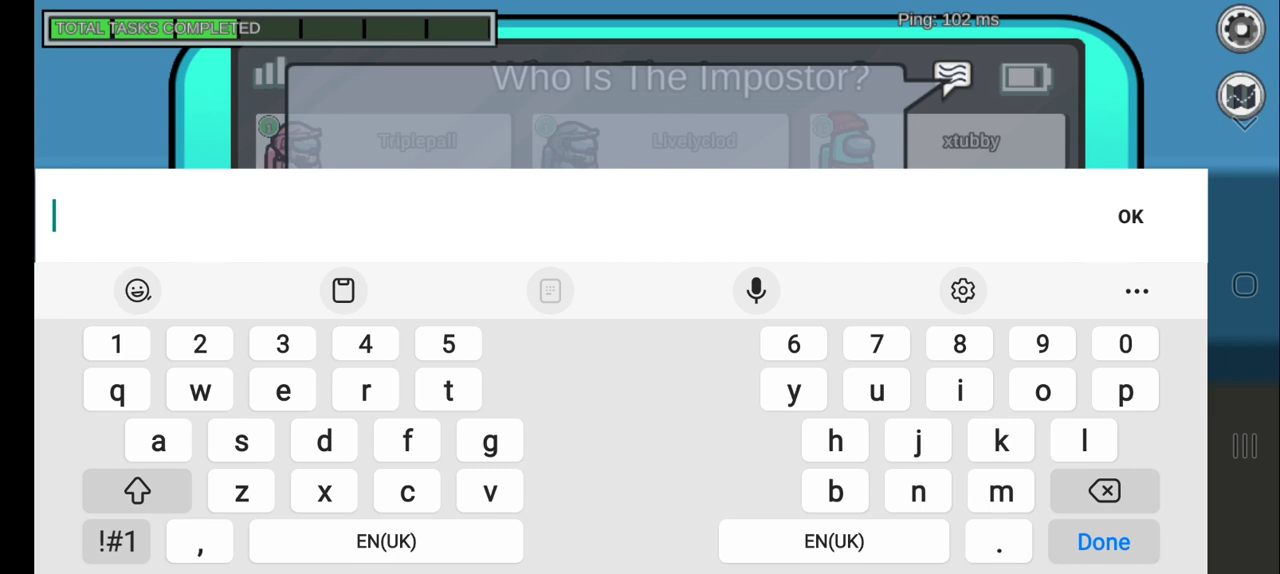 TOTAL TASKS COMPLETED
Ping: 102 ms
Who Is The Impostor?
Triplepall Livelyclod xtubby
OK
1 2 3 4 5 6 7 8 9 0
q w e r t y u i o p
a s d f g h j k l
z x c v b n m
!#1 , EN(UK) EN(UK) . Done